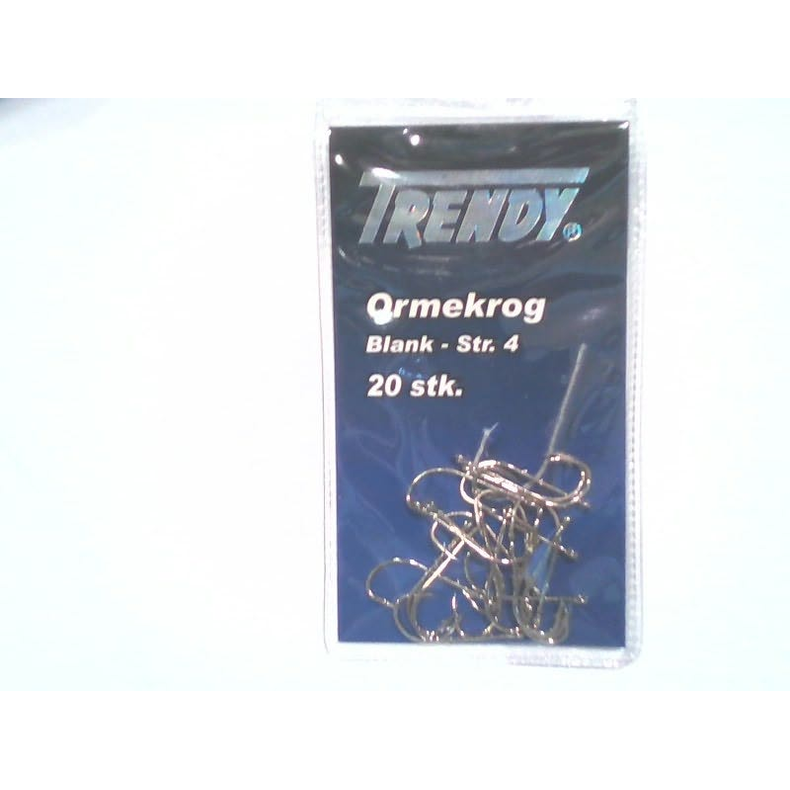 TRENDY®
Ormekrog
Blank - Str. 4
20 stk.